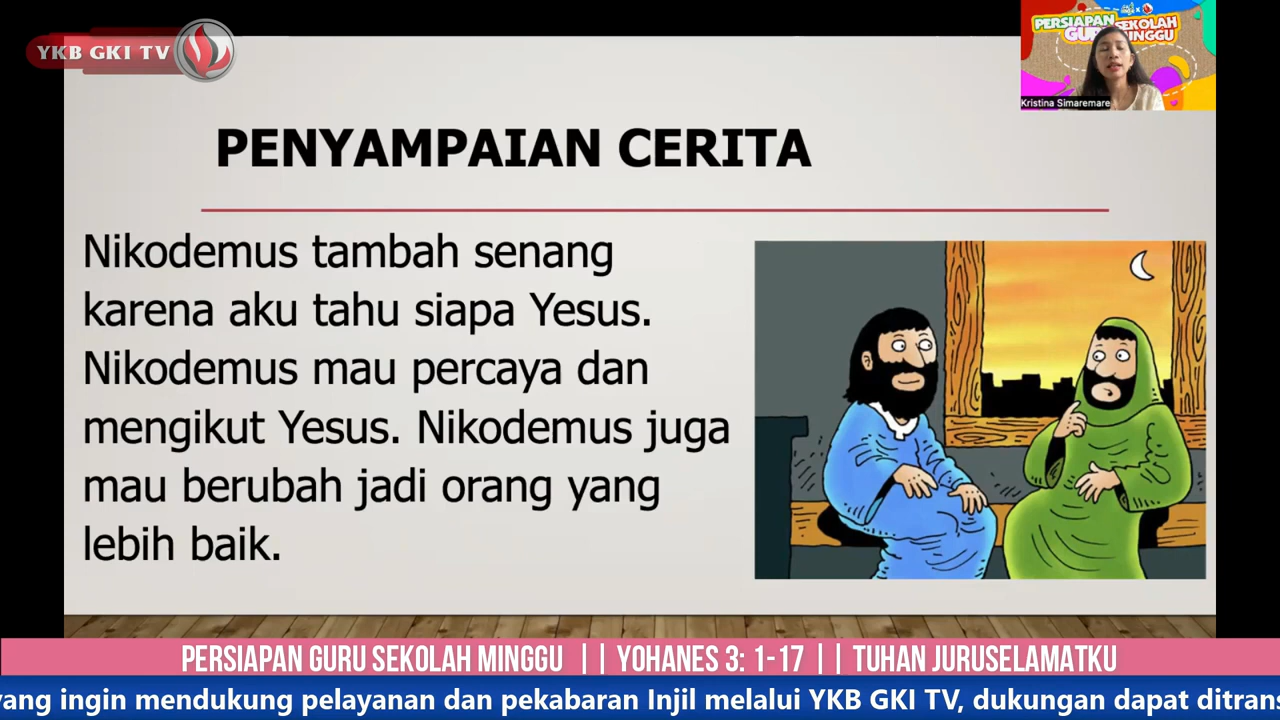 YKB GKI TV
PERSIAPAN
SEKOLAH
GURU MINGGU
Kristina Simaremare
PENYAMPAIAN CERITA
Nikodemus tambah senang
karena aku tahu siapa Yesus.
Nikodemus mau percaya dan
mengikut Yesus. Nikodemus juga
mau berubah jadi orang yang
lebih baik.
PERSIAPAN GURU SEKOLAH MINGGU || YOHANES 3: 1-17 || TUHAN JURUSELAMATKU
yang ingin mendukung pelayanan dan pekabaran Injil melalui YKB GKI TV, dukungan dapat ditrans